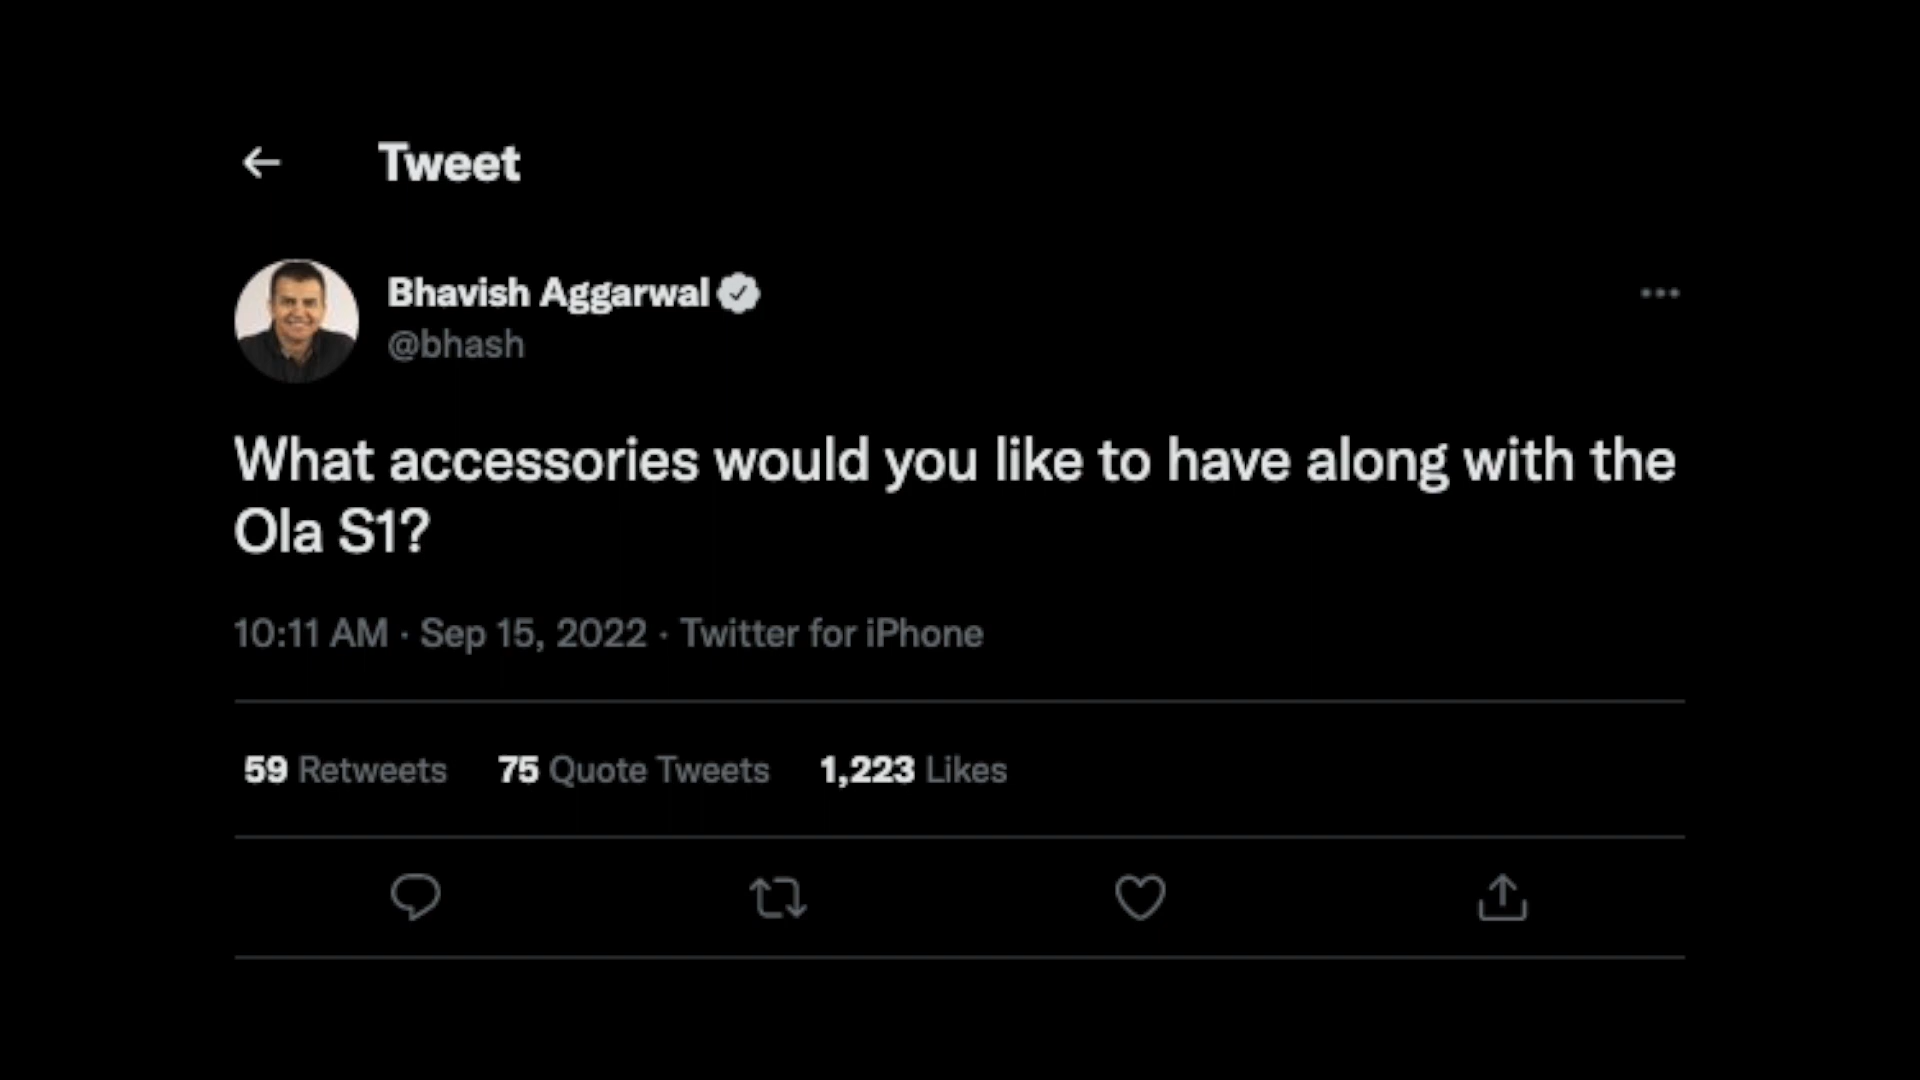 Tweet
Bhavish Aggarwal
@bhash
What accessories would you like to have along with the
Ola S1?
10:11 AM · Sep 15, 2022 · Twitter for iPhone
59 Retweets 75 Quote Tweets 1,223 Likes